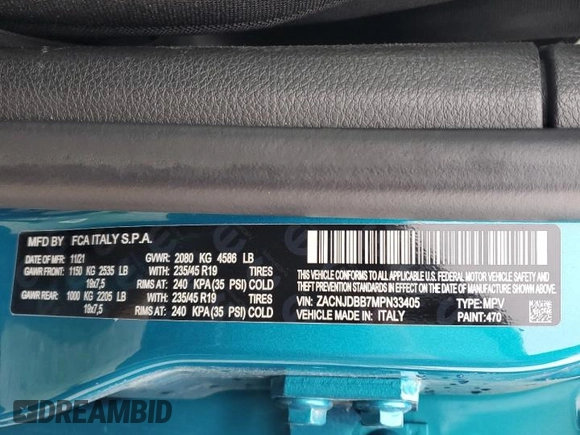 MFD BY FCA ITALY S.P.A.
DATE OF MFR: 11/21 GVWR: 2080 KG 4586 LB
GAWR FRONT: 1150 KG 2535 LB WITH: 235/45 R19 TIRES
19x7,5 RIMS AT: 240 KPA (35 PSI) COLD
GAWR REAR: 1000 KG 2205 LB WITH: 235/45 R19 TIRES
19x7,5 RIMS AT: 240 KPA (35 PSI) COLD
THIS VEHICLE CONFORMS TO ALL APPLICABLE U.S.A. FEDERAL MOTOR VEHICLE SAFETY AND
THEFT PREVENTION STANDARDS IN EFFECT ON THE DATE OF MANUFACTURE SHOWN ABOVE.
VIN: ZACNJDBB7MPN33405 TYPE: MPV
VEHICLE MADE IN: ITALY PAINT: 470
DREAMBID